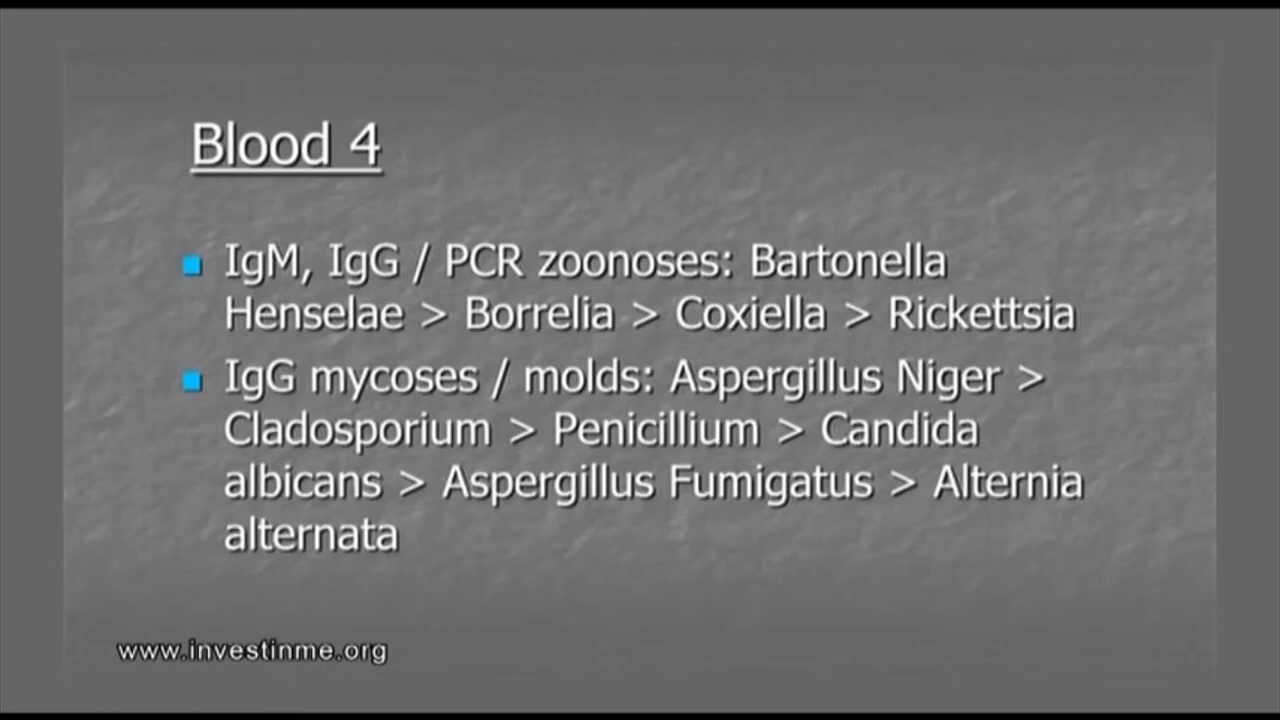 Blood 4
IgM, IgG / PCR zoonoses: Bartonella
Henselae > Borrelia > Coxiella > Rickettsia
IgG mycoses / molds: Aspergillus Niger >
Cladosporium > Penicillium > Candida
albicans > Aspergillus Fumigatus > Alternia
alternata
www.investinme.org